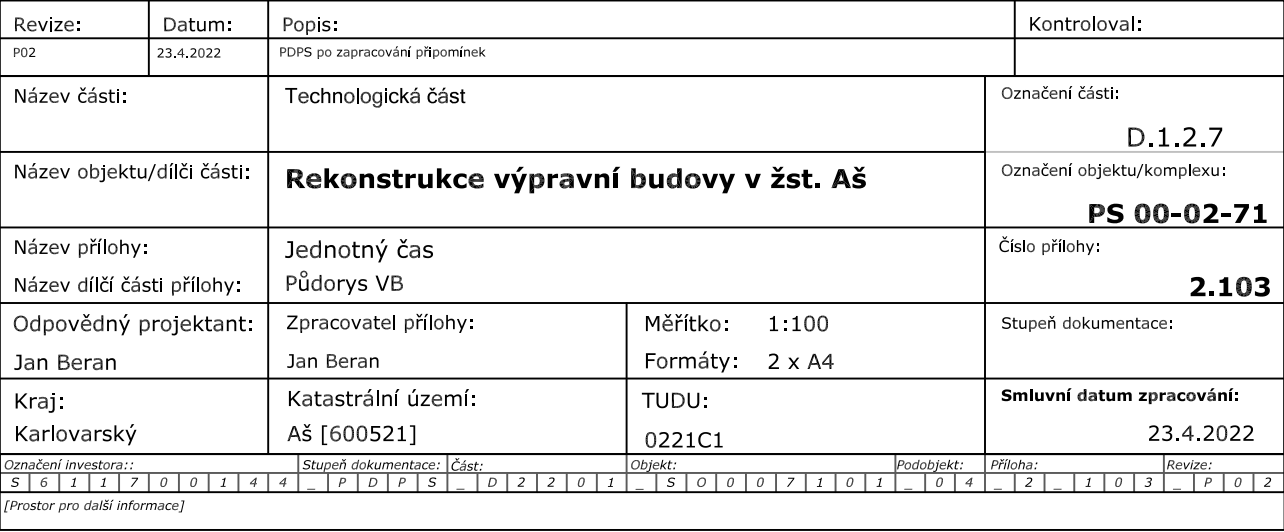 Revize: Datum: Popis: Kontroloval:
P02 23.4.2022 PDPS po zapracování připomínek
Název části: Technologická část Označení části:
D.1.2.7
Název objektu/dílči části: Rekonstrukce výpravní budovy v žst. Aš Označení objektu/komplexu:
PS 00-02-71
Název přílohy: Jednotný čas Číslo přílohy:
Název dílčí části přílohy: Půdorys VB 2.103
Odpovědný projektant: Zpracovatel přílohy: Měřítko: 1:100 Stupeň dokumentace:
Jan Beran Jan Beran Formáty: 2 x A4
Kraj: Katastrální území: TUDU: Smluvní datum zpracování:
Karlovarský Aš [600521] 0221C1 23.4.2022
Označení investora:: Stupeň dokumentace: Část: Objekt: Podobjekt: Příloha: Revize:
S 6 1 1 7 0 0 1 4 4 _ P D P S _ D 2 2 0 1 _ S O 0 0 7 1 0 1 _ 0 4 _ 2 _ 1 0 3 _ P 0 2
[Prostor pro další informace]